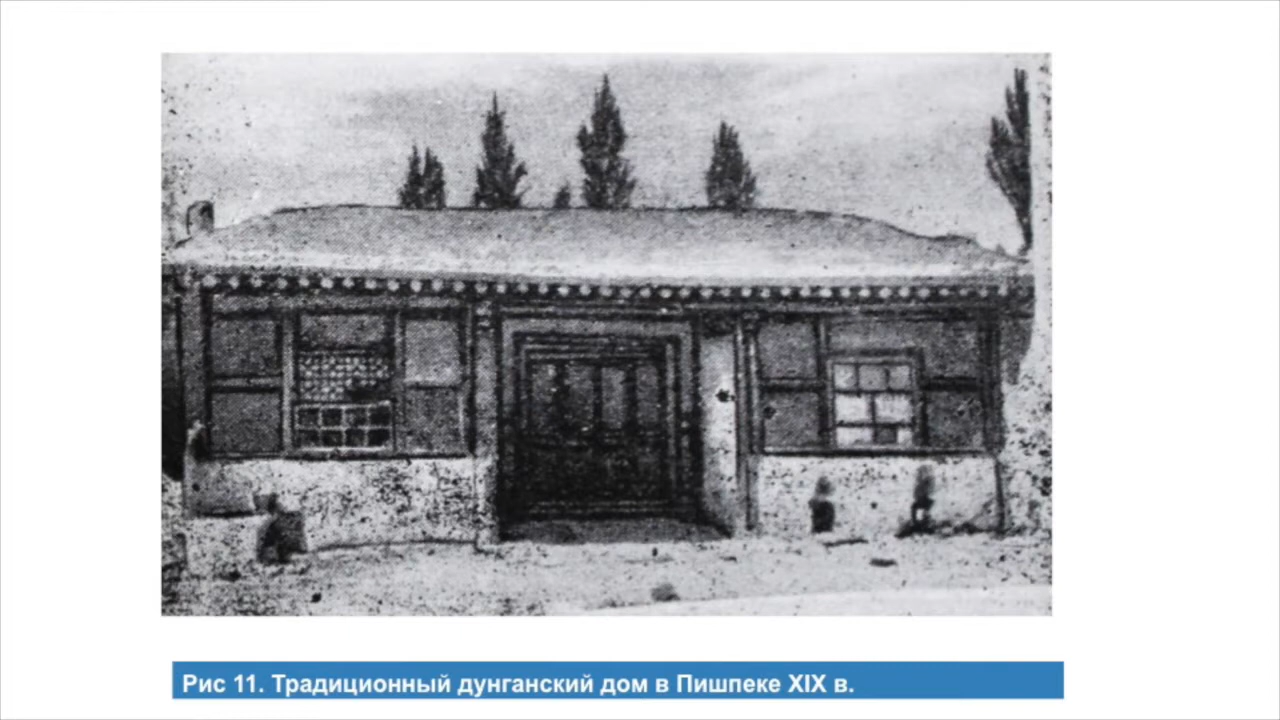 Рис 11. Традиционный дунганский дом в Пишпеке XIX в.